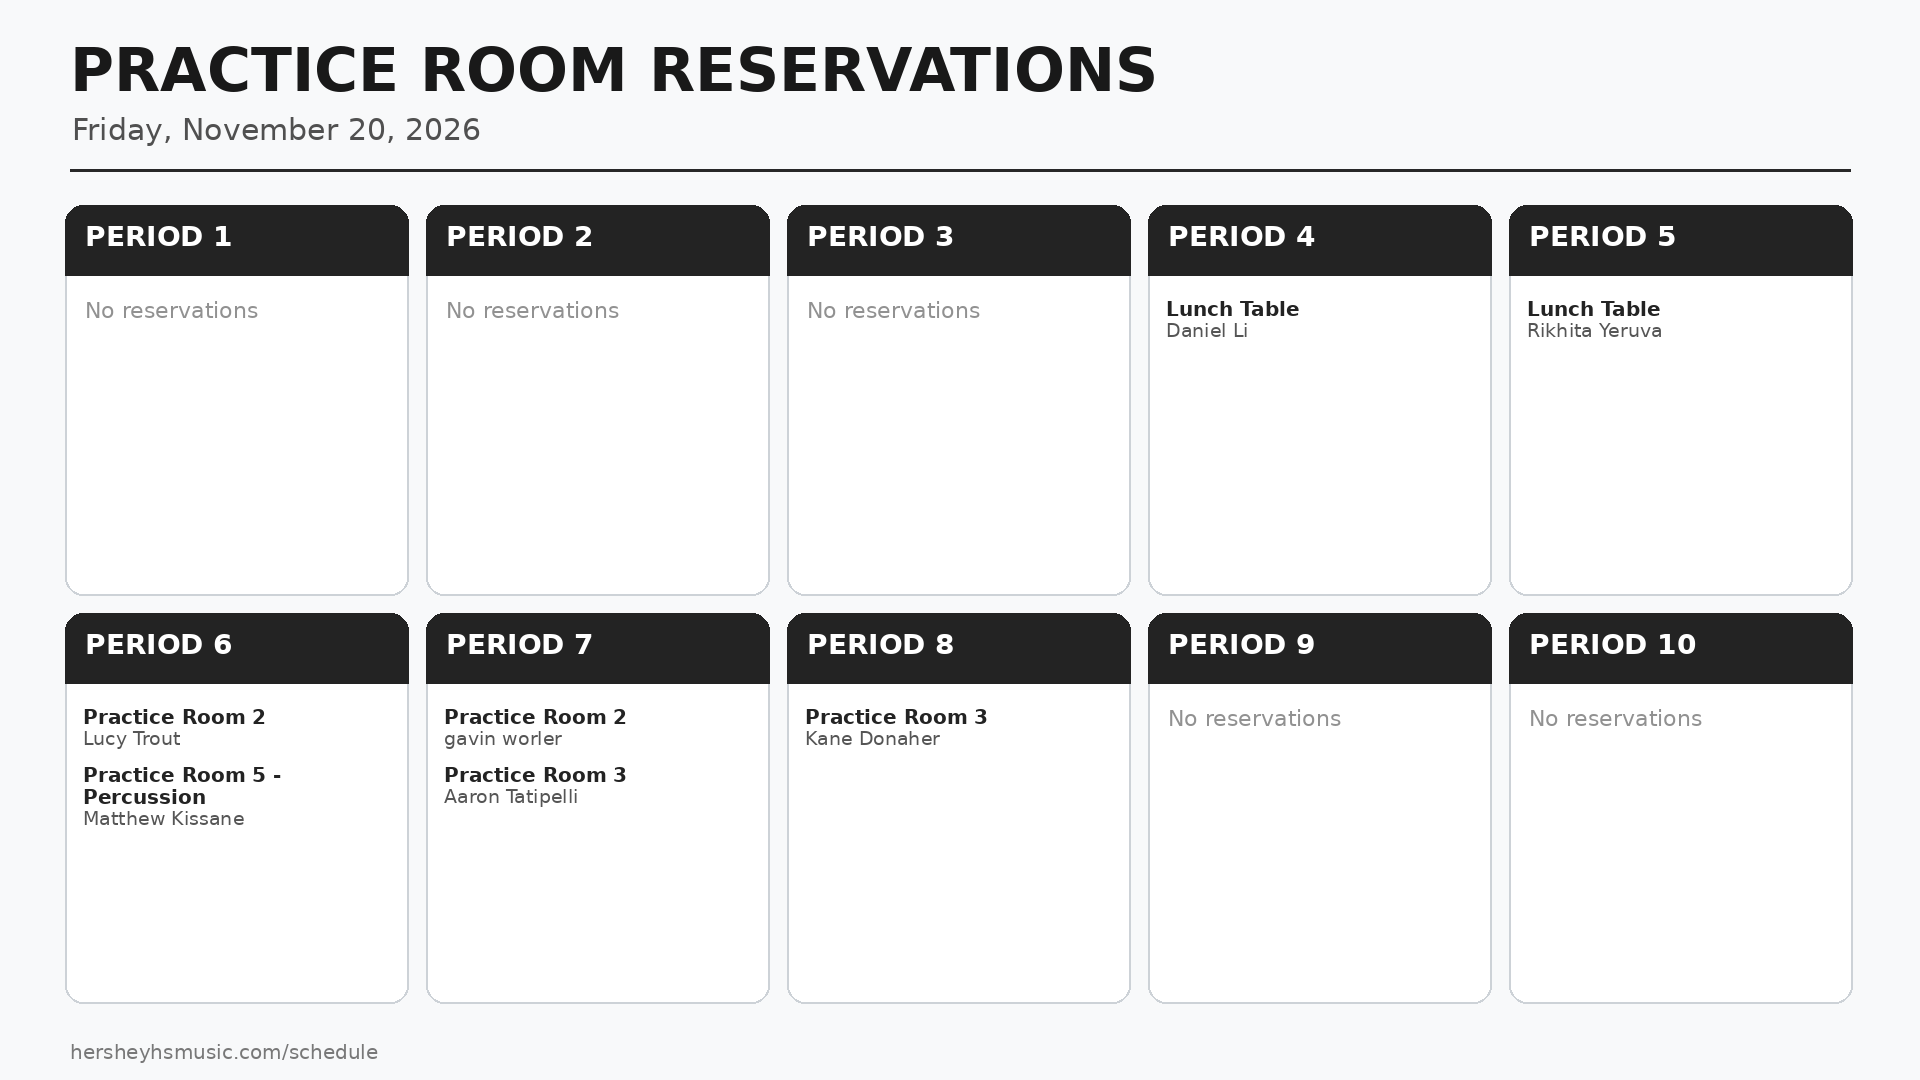 PRACTICE ROOM RESERVATIONS
Friday, November 20, 2026
PERIOD 1
No reservations
PERIOD 2
No reservations
PERIOD 3
No reservations
PERIOD 4
Lunch Table
Daniel Li
PERIOD 5
Lunch Table
Rikhita Yeruva
PERIOD 6
Practice Room 2
Lucy Trout
Practice Room 5 -
Percussion
Matthew Kissane
PERIOD 7
Practice Room 2
gavin worler
Practice Room 3
Aaron Tatipelli
PERIOD 8
Practice Room 3
Kane Donaher
PERIOD 9
No reservations
PERIOD 10
No reservations
hersheyhsmusic.com/schedule